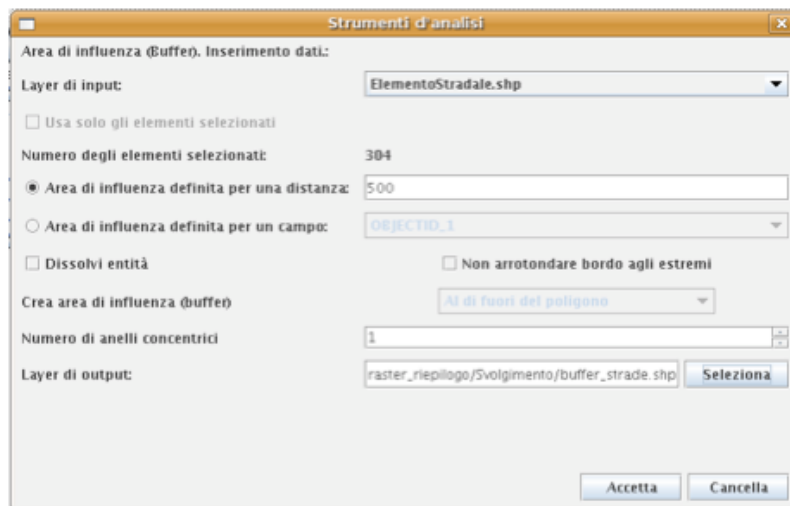 Strumenti d'analisi
Area di influenza (Buffer). Inserimento dati.:
Layer di input: ElementoStradale.shp
Usa solo gli elementi selezionati
Numero degli elementi selezionati: 304
Area di influenza definita per una distanza: 500
Area di influenza definita per un campo: OBJECTID_1
Dissolvi entità Non arrotondare bordo agli estremi
Crea area di influenza (buffer) Al di fuori del poligono
Numero di anelli concentrici 1
Layer di output: raster_riepilogo/Svolgimento/buffer_strade.shp Seleziona
Accetta Cancella